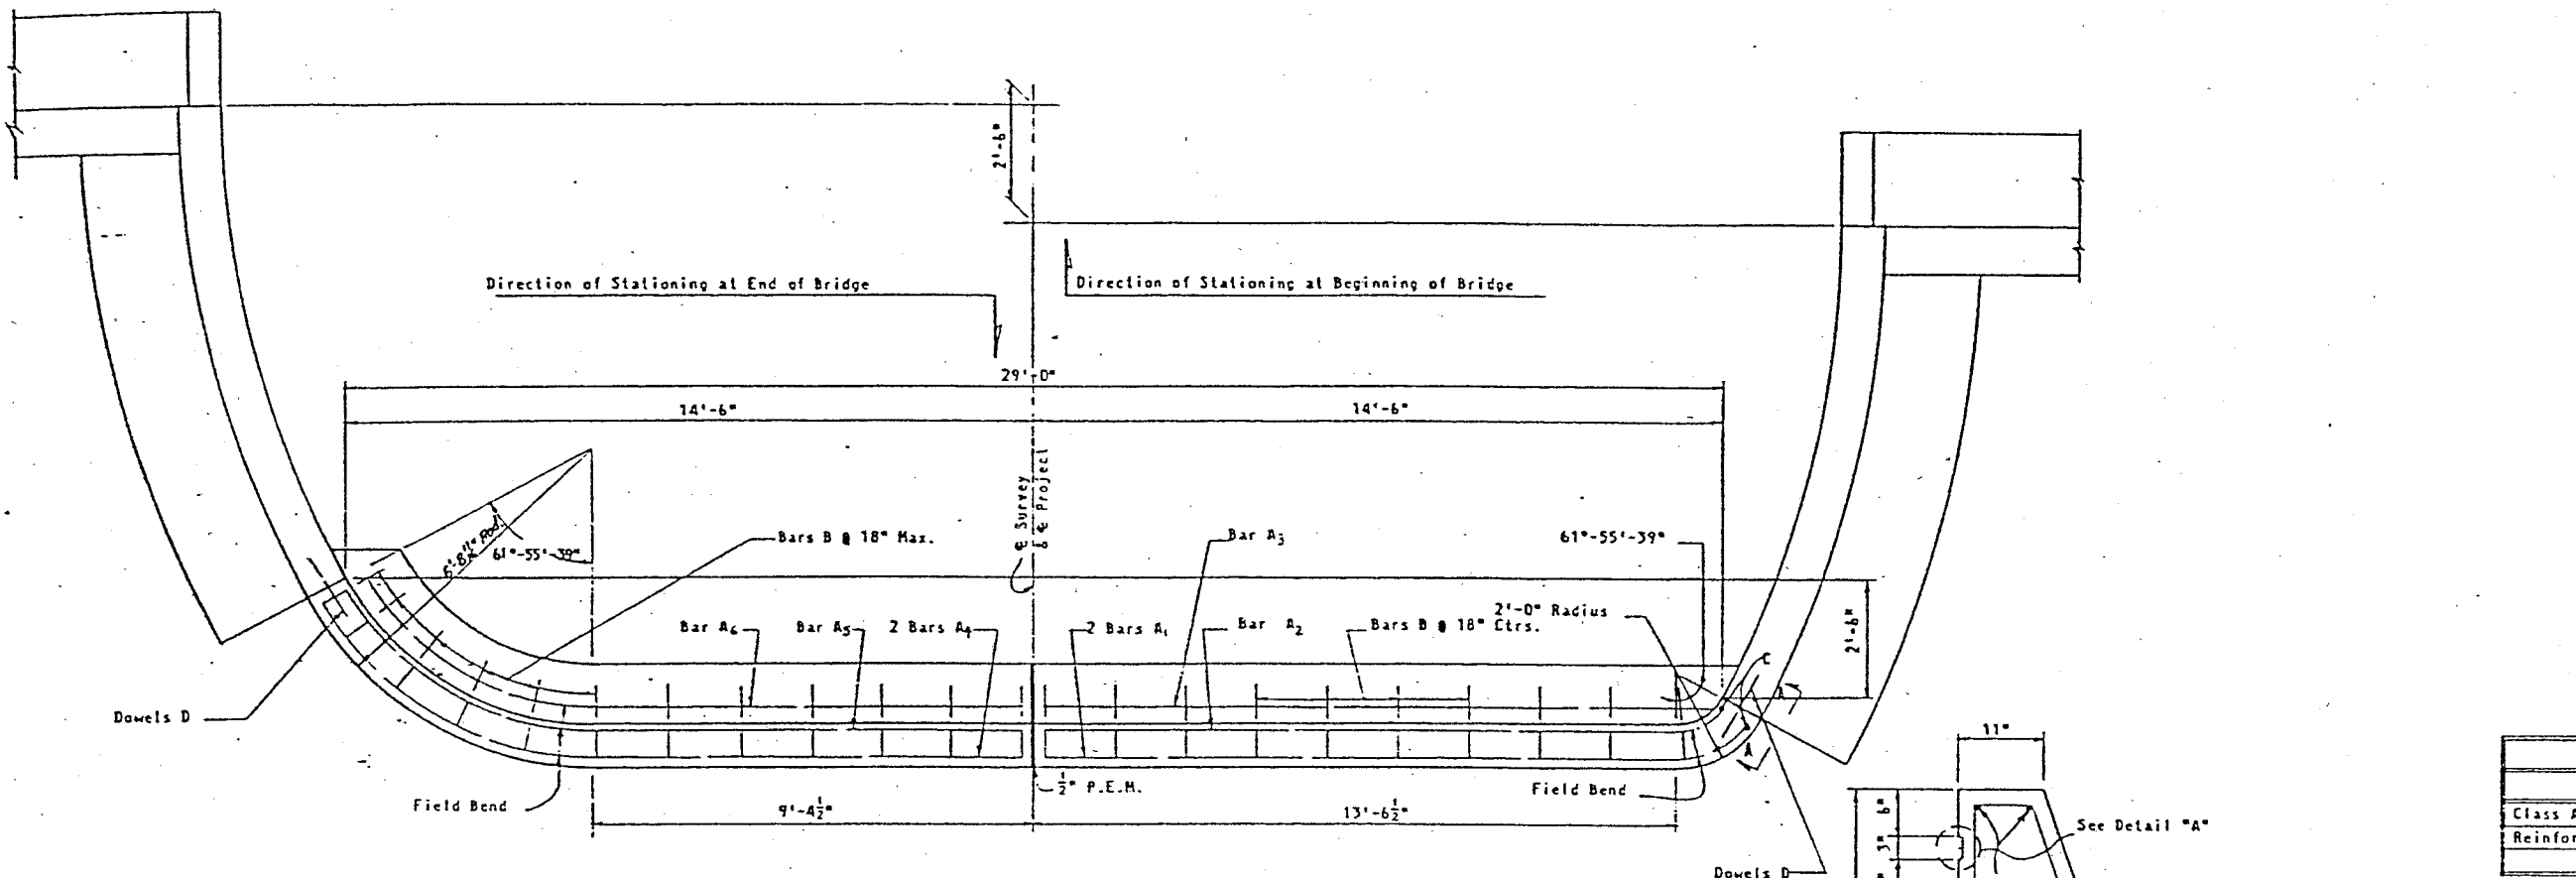 2'-6"
Direction of Stationing at End of Bridge
Direction of Stationing at Beginning of Bridge
29'-0"
14'-6"
14'-6"
℄ Survey
& ℄ Project
61°-55'-39"
Bars B @ 18" Max.
Bar A3
61°-55'-39"
2'-6"
Bar A6
Bar A5
2 Bars A4
2 Bars A1
Bar A2
Bars B @ 18" Ctrs.
2'-0" Radius
C
A
A
Dowels D
Field Bend
½" P.E.M.
Field Bend
9'-4½"
13'-6½"
11"
6"
3"
See Detail "A"
Dowels D
Class A
Reinfor